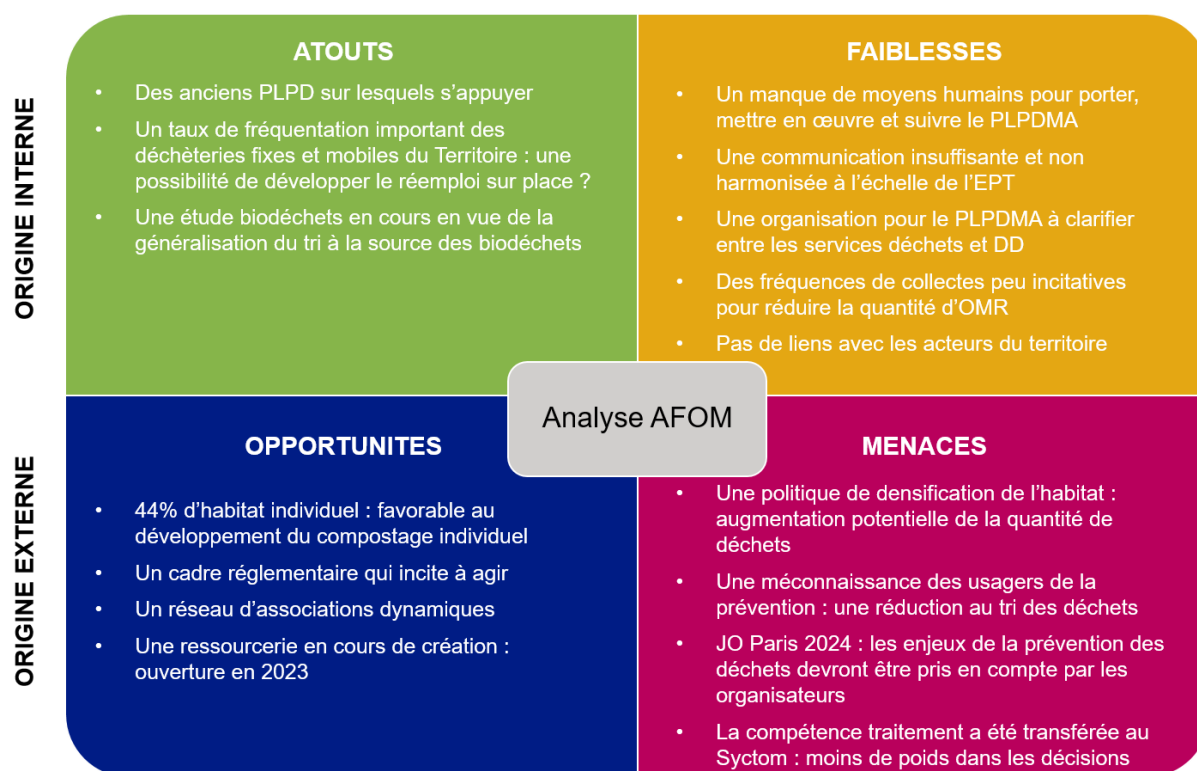 ORIGINE INTERNE
ATOUTS
• Des anciens PLPD sur lesquels s'appuyer
• Un taux de fréquentation important des
déchèteries fixes et mobiles du Territoire : une
possibilité de développer le réemploi sur place ?
• Une étude biodéchets en cours en vue de la
généralisation du tri à la source des biodéchets
FAIBLESSES
• Un manque de moyens humains pour porter,
mettre en œuvre et suivre le PLPDMA
• Une communication insuffisante et non
harmonisée à l'échelle de l'EPT
• Une organisation pour le PLPDMA à clarifier
entre les services déchets et DD
• Des fréquences de collectes peu incitatives
pour réduire la quantité d'OMR
• Pas de liens avec les acteurs du territoire
Analyse AFOM
ORIGINE EXTERNE
OPPORTUNITES
• 44% d'habitat individuel : favorable au
développement du compostage individuel
• Un cadre réglementaire qui incite à agir
• Un réseau d'associations dynamiques
• Une ressourcerie en cours de création :
ouverture en 2023
MENACES
• Une politique de densification de l'habitat :
augmentation potentielle de la quantité de
déchets
• Une méconnaissance des usagers de la
prévention : une réduction au tri des déchets
• JO Paris 2024 : les enjeux de la prévention des
déchets devront être pris en compte par les
organisateurs
• La compétence traitement a été transférée au
Syctom : moins de poids dans les décisions